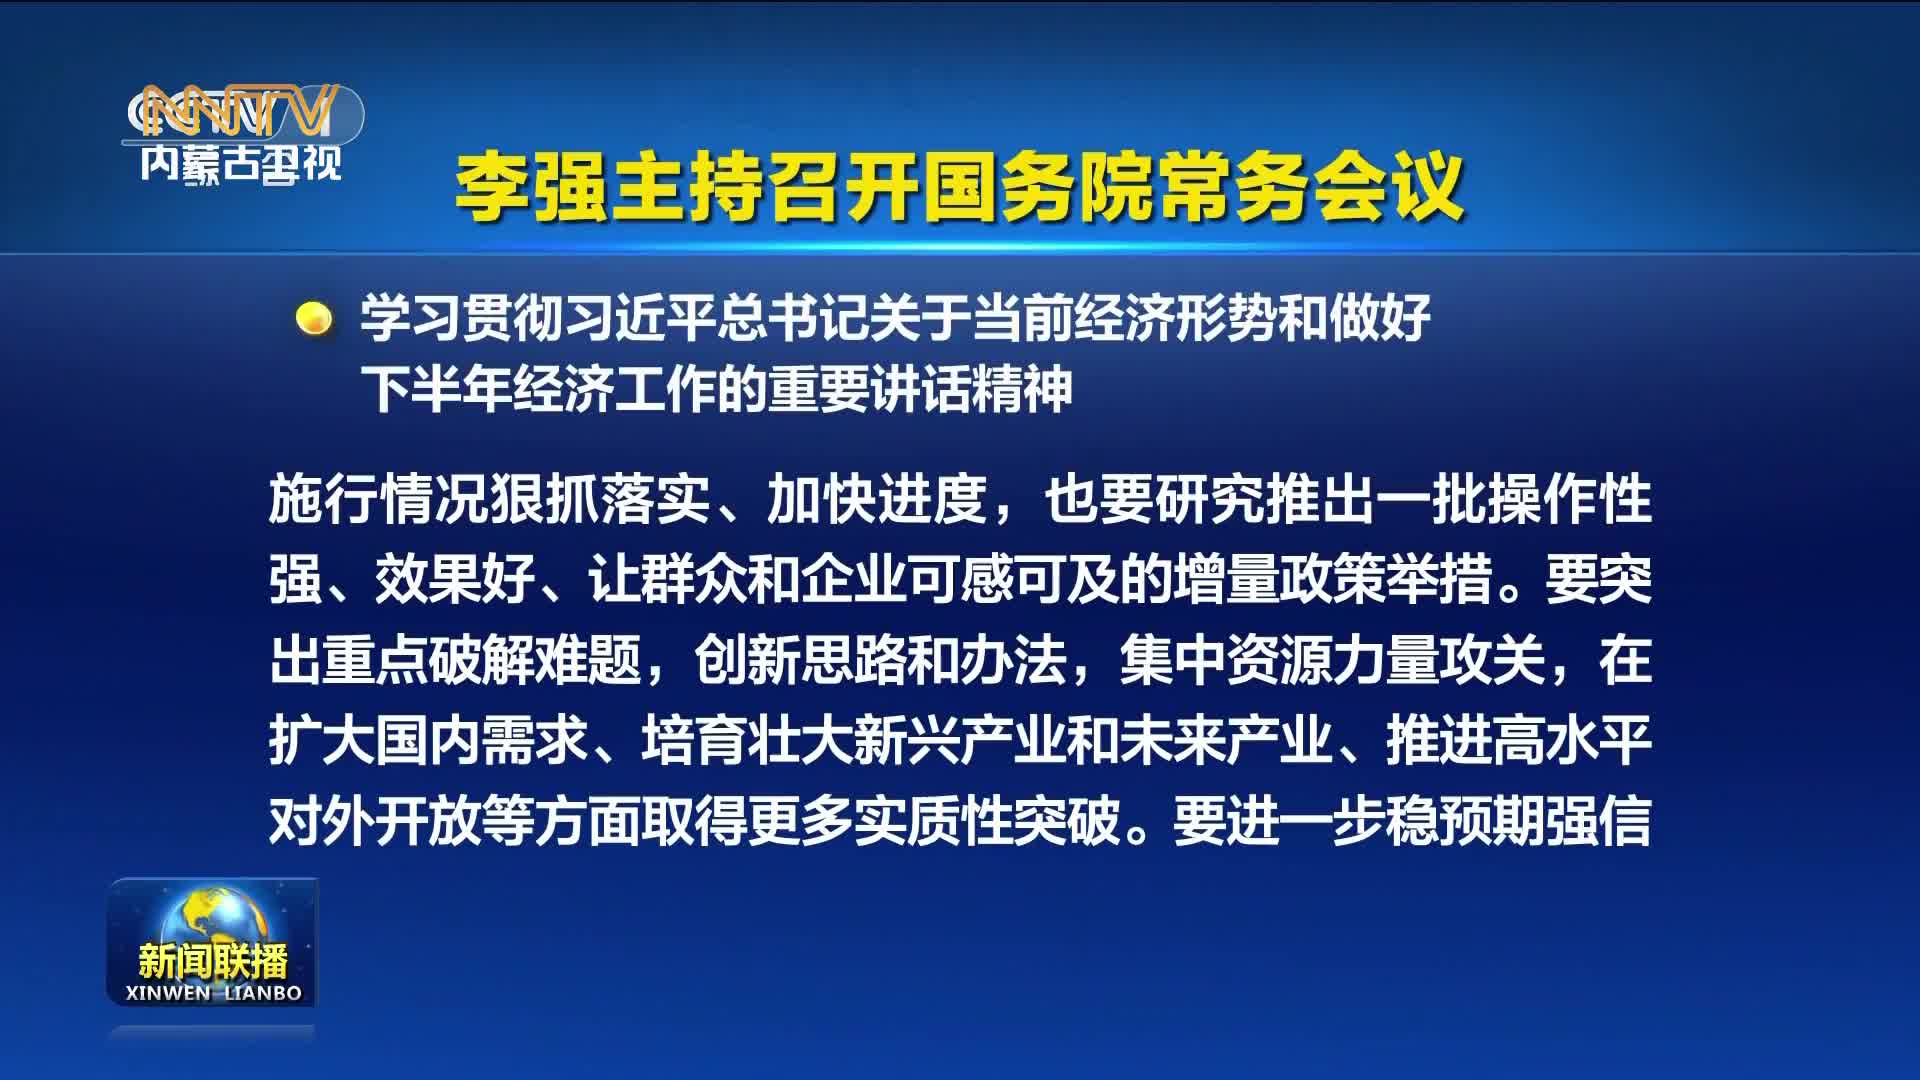 NNTV
内蒙古卫视
李强主持召开国务院常务会议
学习贯彻习近平总书记关于当前经济形势和做好
下半年经济工作的重要讲话精神
施行情况狠抓落实、加快进度，也要研究推出一批操作性
强、效果好、让群众和企业可感可及的增量政策举措。要突
出重点破解难题，创新思路和办法，集中资源力量攻关，在
扩大国内需求、培育壮大新兴产业和未来产业、推进高水平
对外开放等方面取得更多实质性突破。要进一步稳预期强信
新闻联播
XINWEN LIANBO